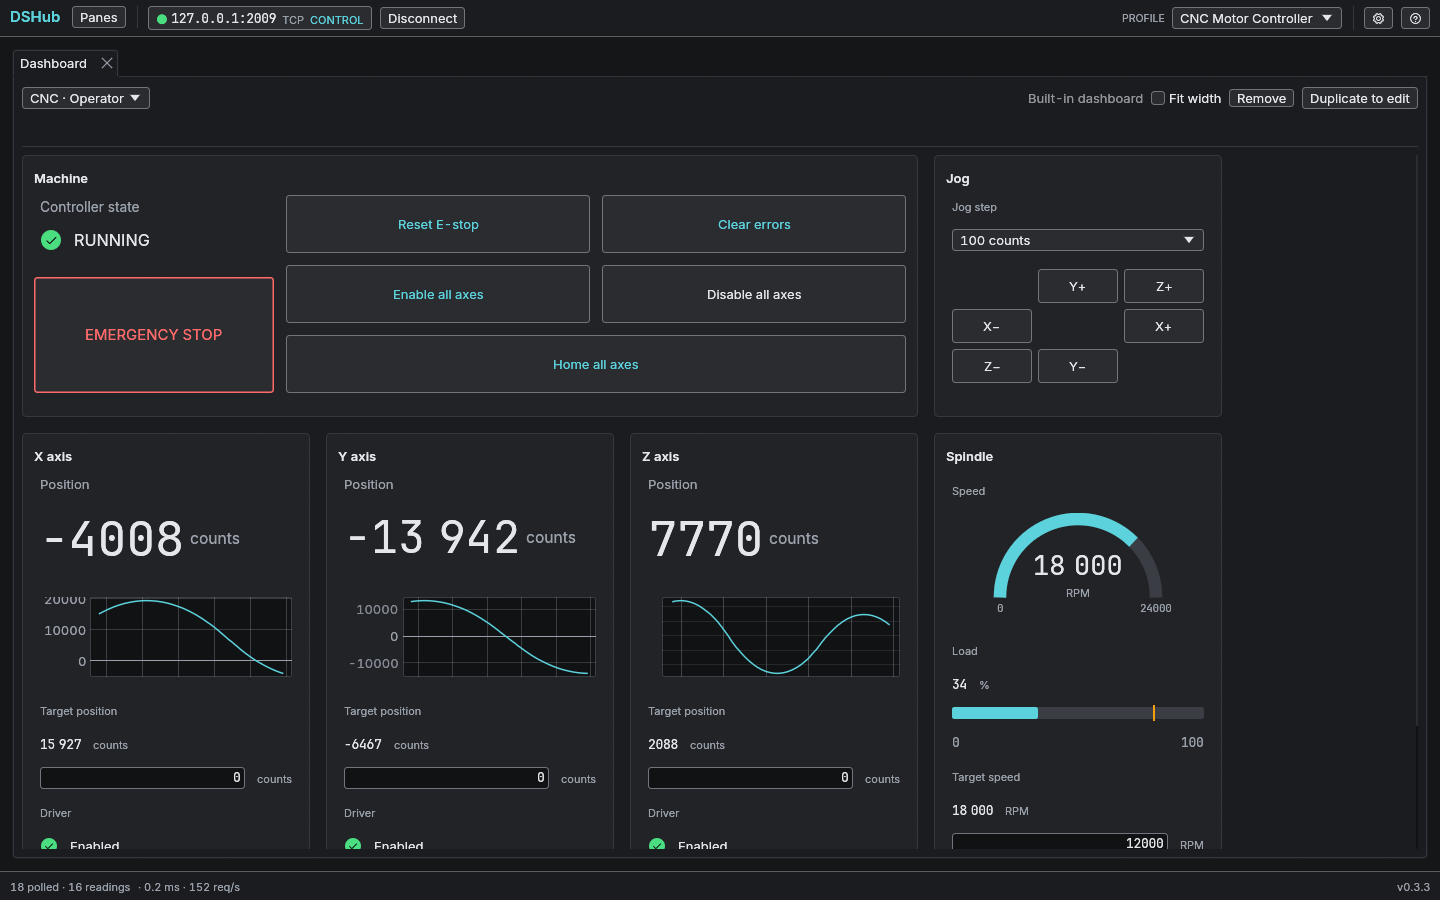 DSHub Panes 127.0.0.1:2009 TCP CONTROL Disconnect PROFILE CNC Motor Controller
Dashboard
CNC · Operator Built-in dashboard Fit width Remove Duplicate to edit
Machine
Controller state
RUNNING
EMERGENCY STOP
Reset E-stop Clear errors
Enable all axes Disable all axes
Home all axes
Jog
Jog step
100 counts
Y+ Z+
X− X+
Z− Y−
X axis
Position
-4008 counts
20000
10000
0
Target position
15 927 counts
0 counts
Driver
Enabled
Y axis
Position
-13 942 counts
10000
0
-10000
Target position
-6467 counts
0 counts
Driver
Enabled
Z axis
Position
7770 counts
Target position
2088 counts
0 counts
Driver
Enabled
Spindle
Speed
18 000
RPM
0 24000
Load
34 %
0 100
Target speed
18 000 RPM
12000 RPM
18 polled · 16 readings · 0.2 ms · 152 req/s v0.3.3